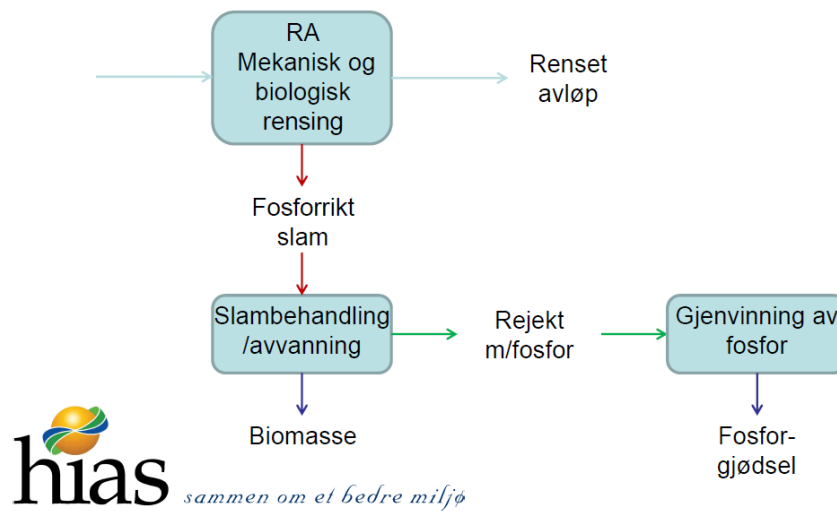 RA
Mekanisk og
biologisk
rensing
Renset
avløp
Fosforrikt
slam
Slambehandling
/avvanning
Rejekt
m/fosfor
Gjenvinning av
fosfor
Biomasse
Fosfor-
gjødsel
hias
sammen om et bedre miljø